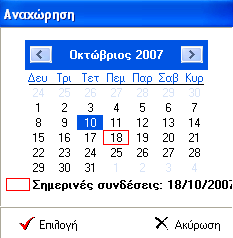 Αναχώρηση
Οκτώβριος 2007
Δευ Τρι Τετ Πεμ Παρ Σαβ Κυρ
24 25 26 27 28 29 30
1 2 3 4 5 6 7
8 9 10 11 12 13 14
15 16 17 18 19 20 21
22 23 24 25 26 27 28
29 30 31 1 2 3 4
Σημερινές συνδέσεις: 18/10/2007
Επιλογή Ακύρωση